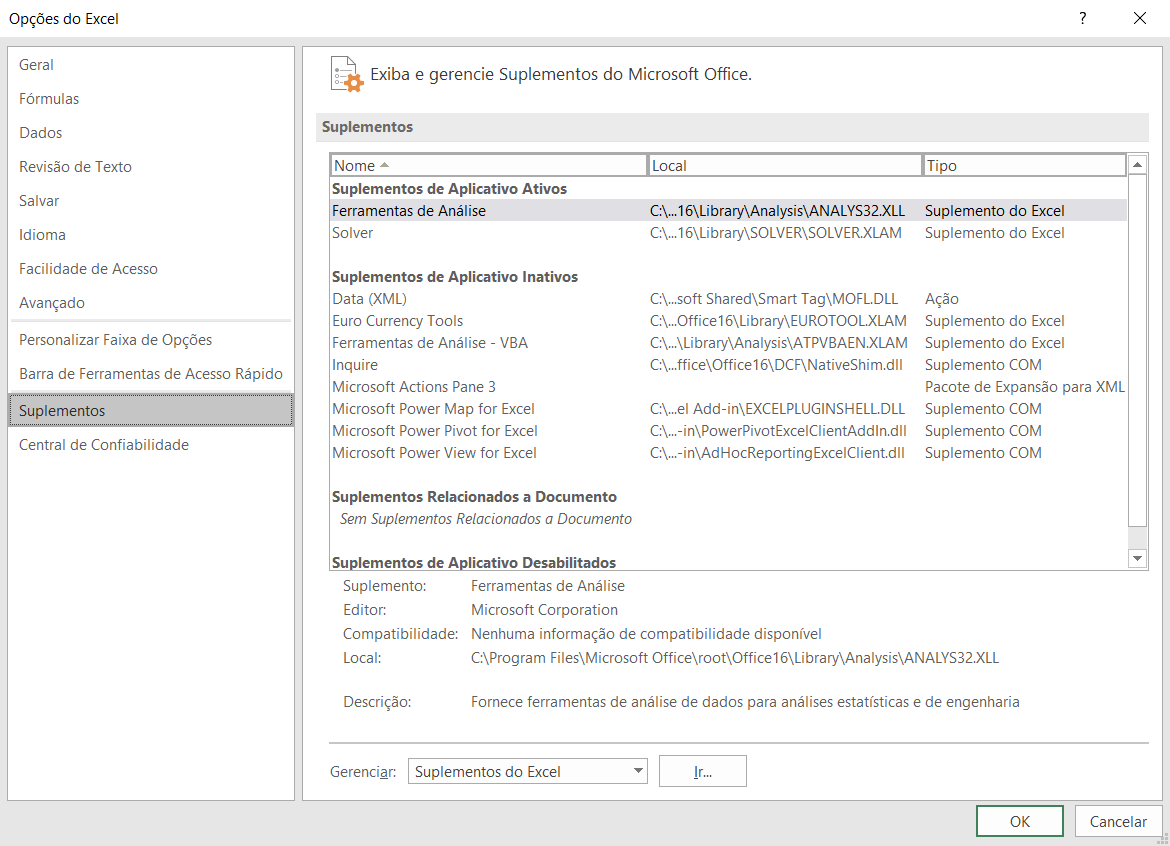 Opções do Excel
?
Geral
Fórmulas
Dados
Revisão de Texto
Salvar
Idioma
Facilidade de Acesso
Avançado
Personalizar Faixa de Opções
Barra de Ferramentas de Acesso Rápido
Suplementos
Central de Confiabilidade
Exiba e gerencie Suplementos do Microsoft Office.
Suplementos
Nome Local Tipo
Suplementos de Aplicativo Ativos
Ferramentas de Análise C:\...16\Library\Analysis\ANALYS32.XLL Suplemento do Excel
Solver C:\...16\Library\SOLVER\SOLVER.XLAM Suplemento do Excel
Suplementos de Aplicativo Inativos
Data (XML) C:\...soft Shared\Smart Tag\MOFL.DLL Ação
Euro Currency Tools C:\...Office16\Library\EUROTOOL.XLAM Suplemento do Excel
Ferramentas de Análise - VBA C:\...\Library\Analysis\ATPVBAEN.XLAM Suplemento do Excel
Inquire C:\...ffice\Office16\DCF\NativeShim.dll Suplemento COM
Microsoft Actions Pane 3 Pacote de Expansão para XML
Microsoft Power Map for Excel C:\...el Add-in\EXCELPLUGINSHELL.DLL Suplemento COM
Microsoft Power Pivot for Excel C:\...-in\PowerPivotExcelClientAddIn.dll Suplemento COM
Microsoft Power View for Excel C:\...-in\AdHocReportingExcelClient.dll Suplemento COM
Suplementos Relacionados a Documento
Sem Suplementos Relacionados a Documento
Suplementos de Aplicativo Desabilitados
Suplemento: Ferramentas de Análise
Editor: Microsoft Corporation
Compatibilidade: Nenhuma informação de compatibilidade disponível
Local: C:\Program Files\Microsoft Office\root\Office16\Library\Analysis\ANALYS32.XLL
Descrição: Fornece ferramentas de análise de dados para análises estatísticas e de engenharia
Gerenciar: Suplementos do Excel Ir...
OK Cancelar